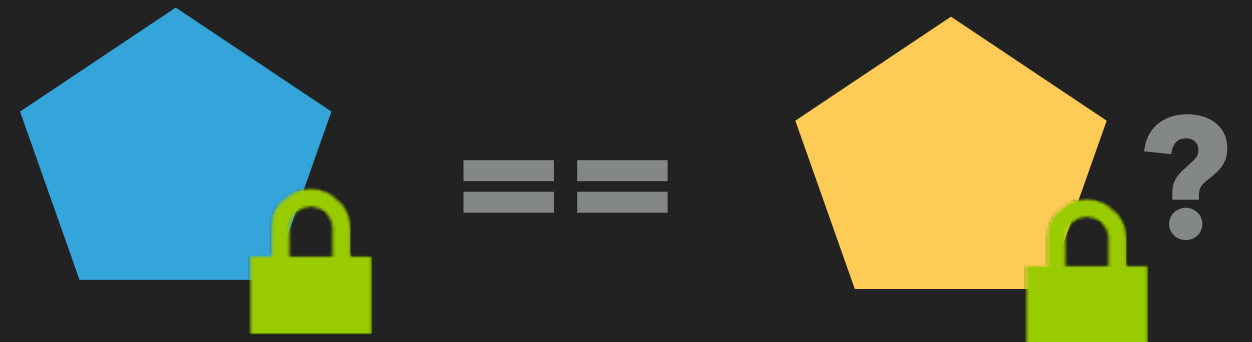 == ?